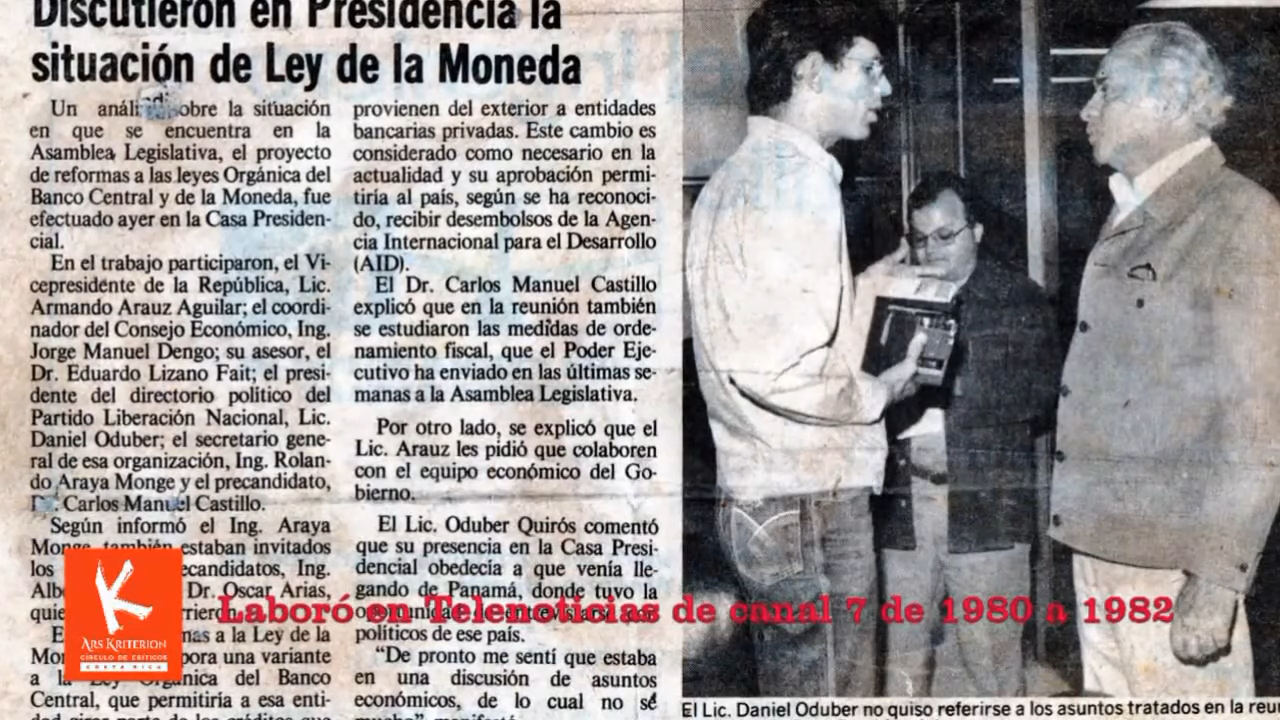 Discutieron en Presidencia la
situación de Ley de la Moneda
Un análi obre la situación
en que se encuentra en la
Asamblea Legislativa, el proyecto
de reformas a las leyes Orgánica del
Banco Central y de la Moneda, fue
efectuado ayer en la Casa Presiden-
cial.
En el trabajo participaron, el Vi-
cepresidente de la República, Lic.
Armando Arauz Aguilar; el coordi-
nador del Consejo Económico, Ing.
Jorge Manuel Dengo; su asesor, el
Dr. Eduardo Lizano Fait; el presi-
dente del directorio político del
Partido Liberación Nacional, Lic.
Daniel Oduber; el secretario gene-
ral de esa organización, Ing. Rolan-
do Araya Monge y el precandidato,
Carlos Manuel Castillo.
Según informó el Ing. Araya
Monge, también estaban invitados
los ecandidatos, Ing.
Dr. Oscar Arias,
quie
a la Ley de la
pora una variante
a la Ley Orgánica del Banco
Central, que permitiría a esa enti-
provienen del exterior a entidades
bancarias privadas. Este cambio es
considerado como necesario en la
actualidad y su aprobación permi-
tiría al país, según se ha reconoci-
do, recibir desembolsos de la Agen-
cia Internacional para el Desarrollo
(AID).
El Dr. Carlos Manuel Castillo
explicó que en la reunión también
se estudiaron las medidas de orde-
namiento fiscal, que el Poder Eje-
cutivo ha enviado en las últimas se-
manas a la Asamblea Legislativa.
Por otro lado, se explicó que el
Lic. Arauz les pidió que colaboren
con el equipo económico del Go-
bierno.
El Lic. Oduber Quirós comentó
que su presencia en la Casa Presi-
dencial obedecía a que venía lle-
gando de Panamá, donde tuvo la
políticos de ese país.
“De pronto me sentí que estaba
en una discusión de asuntos
económicos, de lo cual no sé
El Lic. Daniel Oduber no quiso referirse a los asuntos tratados en la reu
Laboró en Telenoticias de canal 7 de 1980 a 1982
K
ARS KRITERION
CÍRCULO DE CRÍTICOS
COSTA RICA